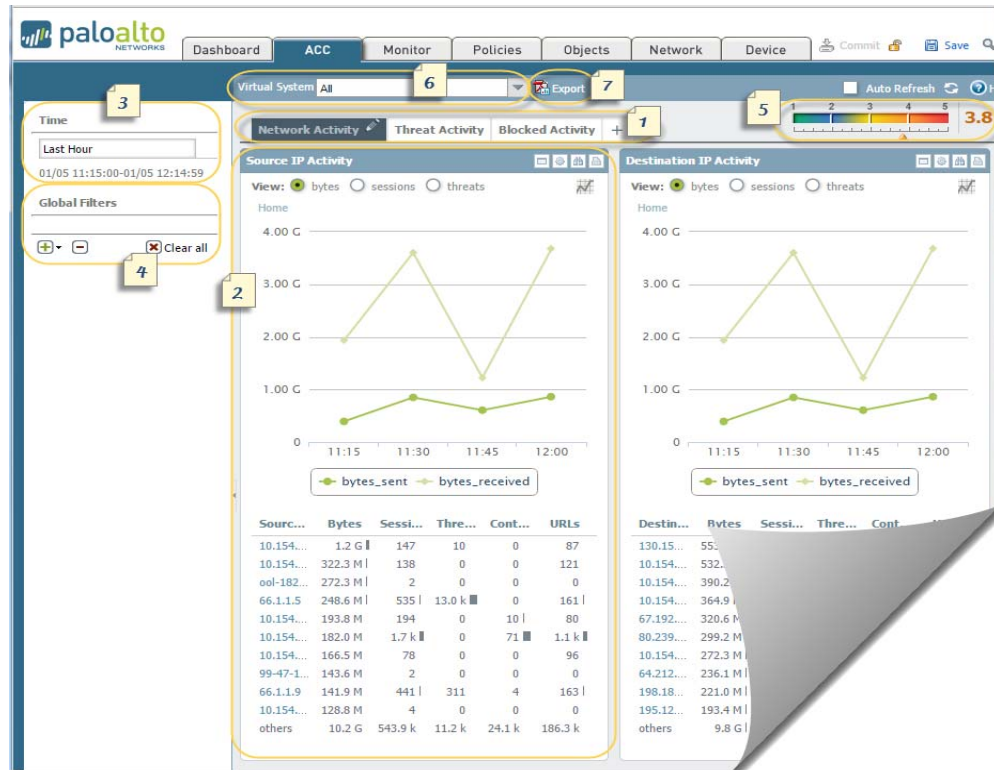 paloalto
NETWORKS
Dashboard ACC Monitor Policies Objects Network Device Commit Save
Virtual System All 6 Export 7 Auto Refresh
3
Time
Last Hour
01/05 11:15:00-01/05 12:14:59
Global Filters
Clear all
4
Network Activity Threat Activity Blocked Activity + 1
5
1 2 3 4 5 3.8
2
Source IP Activity
View: bytes sessions threats
Home
4.00 G
3.00 G
2.00 G
1.00 G
0
11:15 11:30 11:45 12:00
bytes_sent bytes_received
Sourc... Bytes Sessi... Thre... Cont... URLs
10.154.... 1.2 G 147 10 0 87
10.154.... 322.3 M 138 0 0 121
ool-182... 272.3 M 2 0 0 0
66.1.1.5 248.6 M 535 13.0 k 0 161
10.154.... 193.8 M 194 0 10 80
10.154.... 182.0 M 1.7 k 0 71 1.1 k
10.154.... 166.5 M 78 0 0 96
99-47-1... 143.6 M 2 0 0 0
66.1.1.9 141.9 M 441 311 4 163
10.154.... 128.8 M 4 0 0 0
others 10.2 G 543.9 k 11.2 k 24.1 k 186.3 k
Destination IP Activity
View: bytes sessions threats
Home
4.00 G
3.00 G
2.00 G
1.00 G
0
11:15 11:30 11:45 12:00
bytes_sent bytes_received
Destin... Bytes Sessi... Thre... Cont...
130.15... 553
10.154.... 532.
10.154.... 390.2
10.154.... 364.9
67.192.... 320.6 M
80.239.... 299.2 M
10.154.... 272.3 M
64.212.... 236.1 M
198.18... 221.0 M
195.12... 193.4 M
others 9.8 G